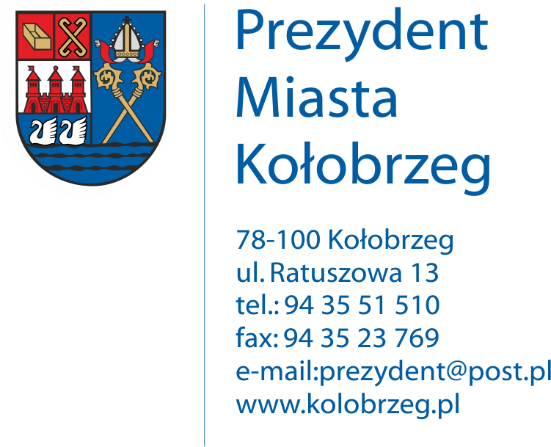 Prezydent
Miasta
Kołobrzeg
78-100 Kołobrzeg
ul. Ratuszowa 13
tel.: 94 35 51 510
fax: 94 35 23 769
e-mail:prezydent@post.pl
www.kolobrzeg.pl